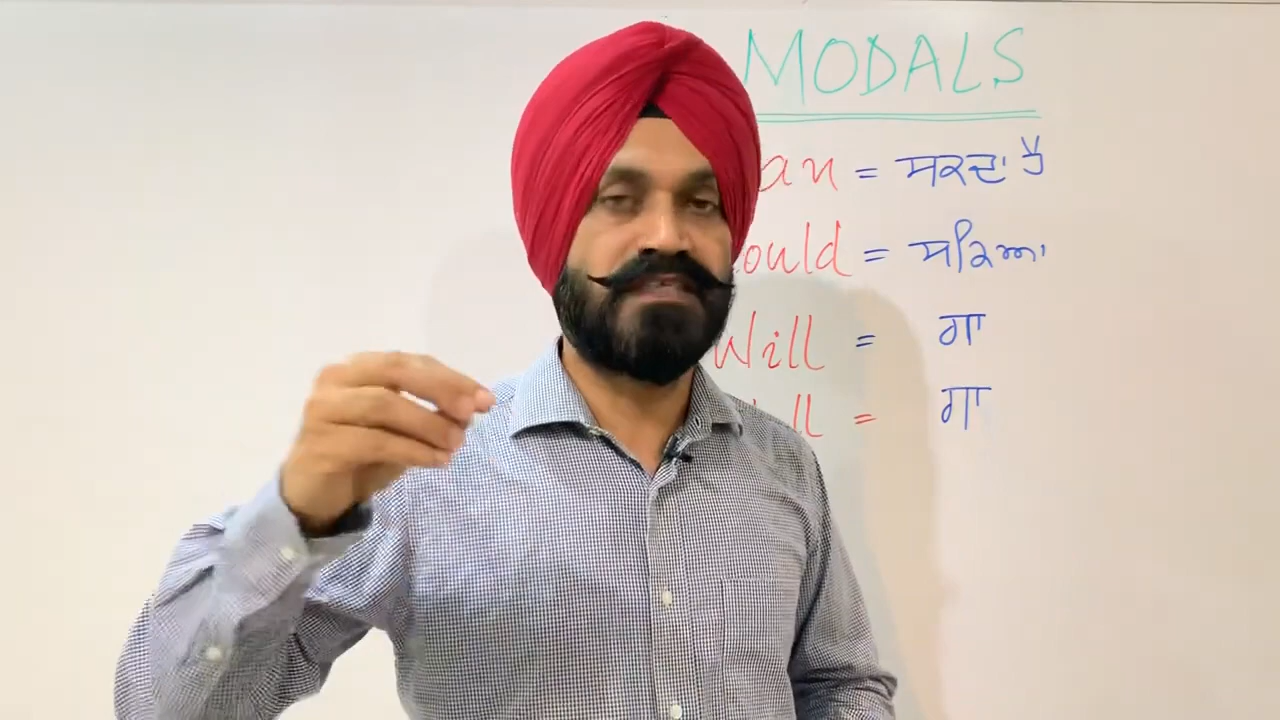 MODALS
an = ਸਕਦਾ ਹੈ
ould = ਸਕਿਆ
Will = ਗਾ
ll = ਗਾ